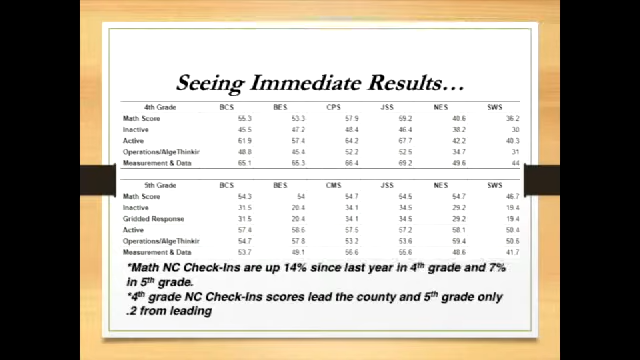 Seeing Immediate Results...
4th Grade BCS BES CPS JSS NES SWS
Math Score 55.3 53.3 57.9 59.2 40.6 36.2
Inactive 45.5 47.2 48.4 46.4 38.2 30
Active 61.9 57.4 64.2 67.7 42.2 40.3
Operations/AlgeThinkir 48.8 45.4 52.2 52.5 34.7 31
Measurement & Data 65.1 65.3 66.4 69.2 49.6 44
5th Grade BCS BES CMS JSS NES SWS
Math Score 54.3 54 54.7 54.5 54.7 46.7
Inactive 31.5 20.4 34.1 34.5 29.2 19.4
Gridded Response 31.5 20.4 34.1 34.5 29.2 19.4
Active 57.4 58.6 57.5 57.2 58.1 50.4
Operations/AlgeThinkir 54.7 57.8 53.2 53.6 59.4 50.6
Measurement & Data 53.7 49.1 56.6 55.6 48.6 41.7
*Math NC Check-Ins are up 14% since last year in 4th grade and 7%
in 5th grade.
*4th grade NC Check-Ins scores lead the county and 5th grade only
.2 from leading